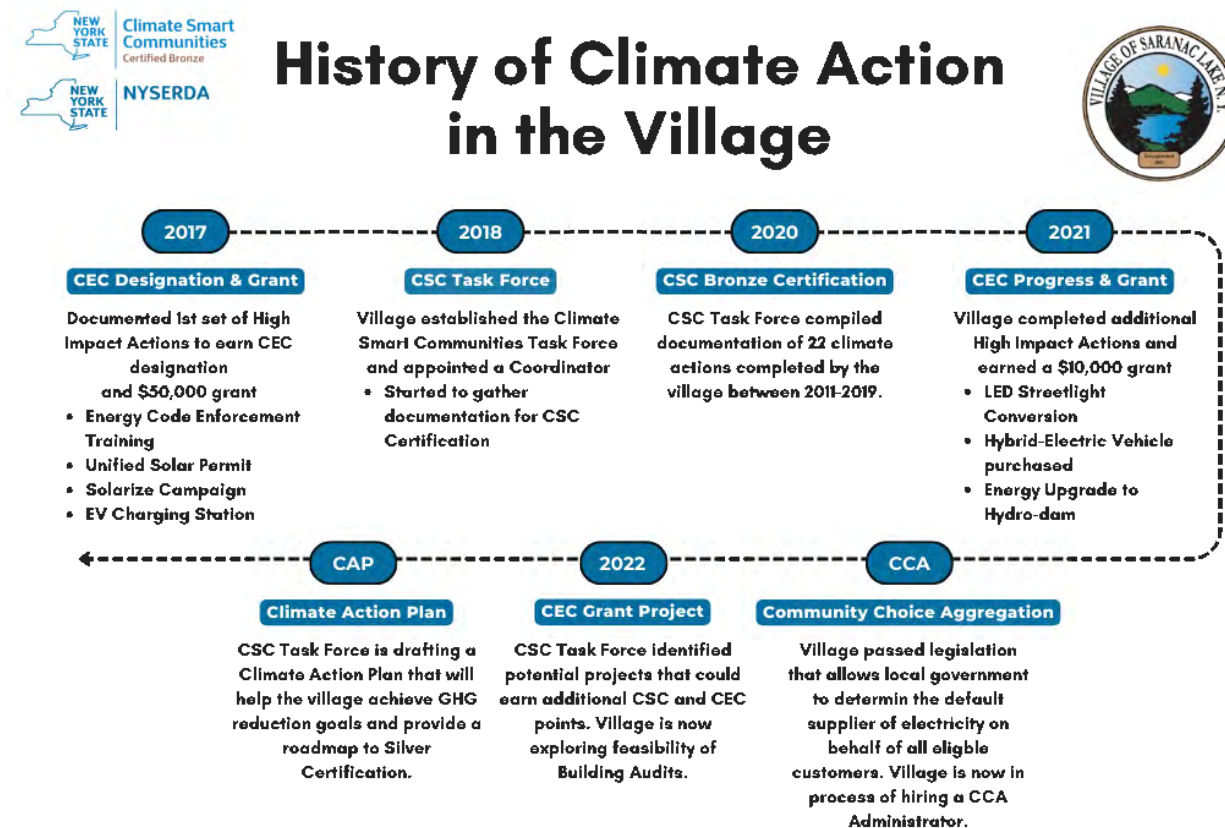 NEW
YORK
STATE
Climate Smart
Communities
Certified Bronze
NEW
YORK
STATE
NYSERDA
History of Climate Action
in the Village
VILLAGE OF SARANAC LAKE N.Y.
2017
2018
2020
2021
CEC Designation & Grant
Documented 1st set of High
Impact Actions to earn CEC
designation
and $50,000 grant
• Energy Code Enforcement
Training
• Unified Solar Permit
• Solarize Campaign
• EV Charging Station
CSC Task Force
Village established the Climate
Smart Communities Task Force
and appointed a Coordinator
• Started to gather
documentation for CSC
Certification
CSC Bronze Certification
CSC Task Force compiled
documentation of 22 climate
actions completed by the
village between 2011-2019.
CEC Progress & Grant
Village completed additional
High Impact Actions and
earned a $10,000 grant
• LED Streetlight
Conversion
• Hybrid-Electric Vehicle
purchased
• Energy Upgrade to
Hydro-dam
CAP
2022
CCA
Climate Action Plan
CSC Task Force is drafting a
Climate Action Plan that will
help the village achieve GHG
reduction goals and provide a
roadmap to Silver
Certification.
CEC Grant Project
CSC Task Force identified
potential projects that could
earn additional CSC and CEC
points. Village is now
exploring feasibility of
Building Audits.
Community Choice Aggregation
Village passed legislation
that allows local government
to determin the default
supplier of electricity on
behalf of all eligble
customers. Village is now in
process of hiring a CCA
Administrator.